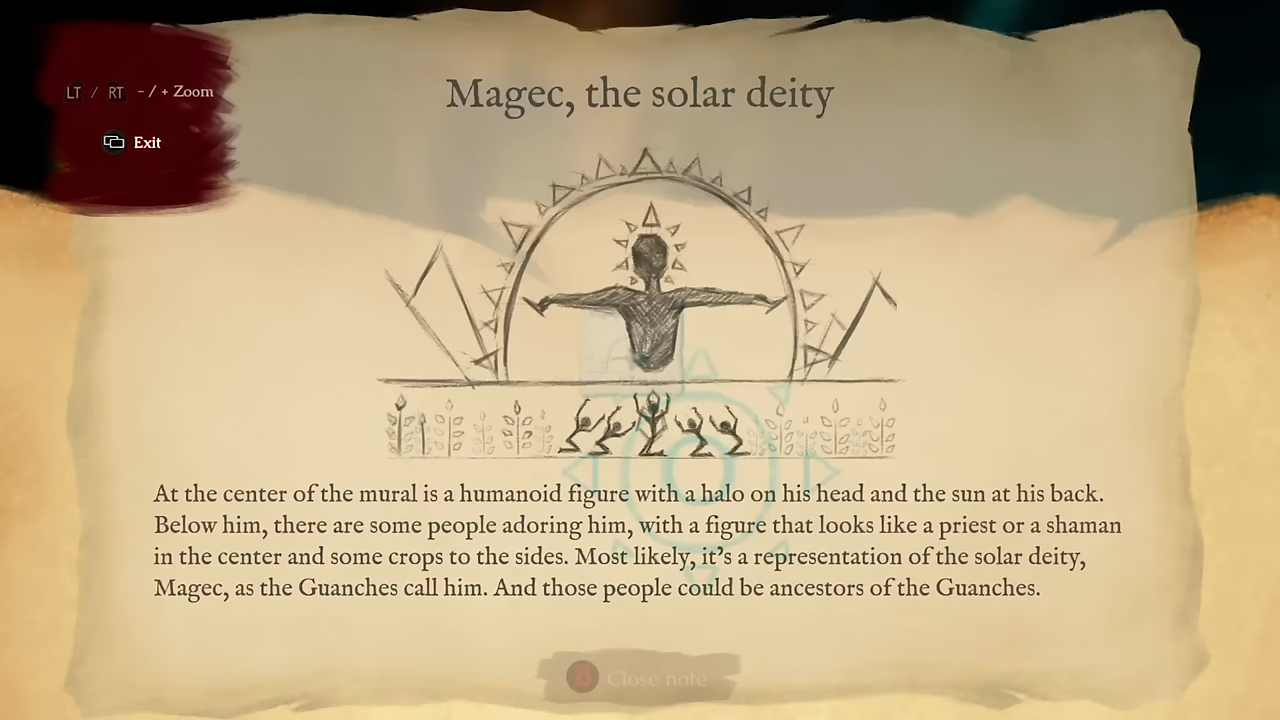 LT / RT - / + Zoom
Exit
Magec, the solar deity
At the center of the mural is a humanoid figure with a halo on his head and the sun at his back.
Below him, there are some people adoring him, with a figure that looks like a priest or a shaman
in the center and some crops to the sides. Most likely, it's a representation of the solar deity,
Magec, as the Guanches call him. And those people could be ancestors of the Guanches.
B Close note